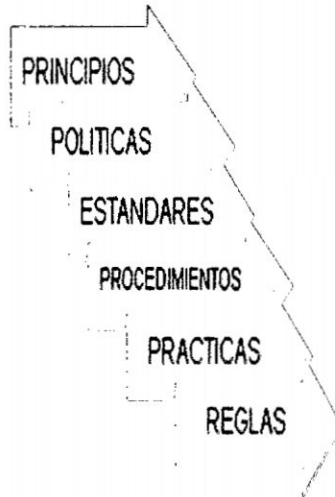 PRINCIPIOS
POLITICAS
ESTANDARES
PROCEDIMIENTOS
PRACTICAS
REGLAS